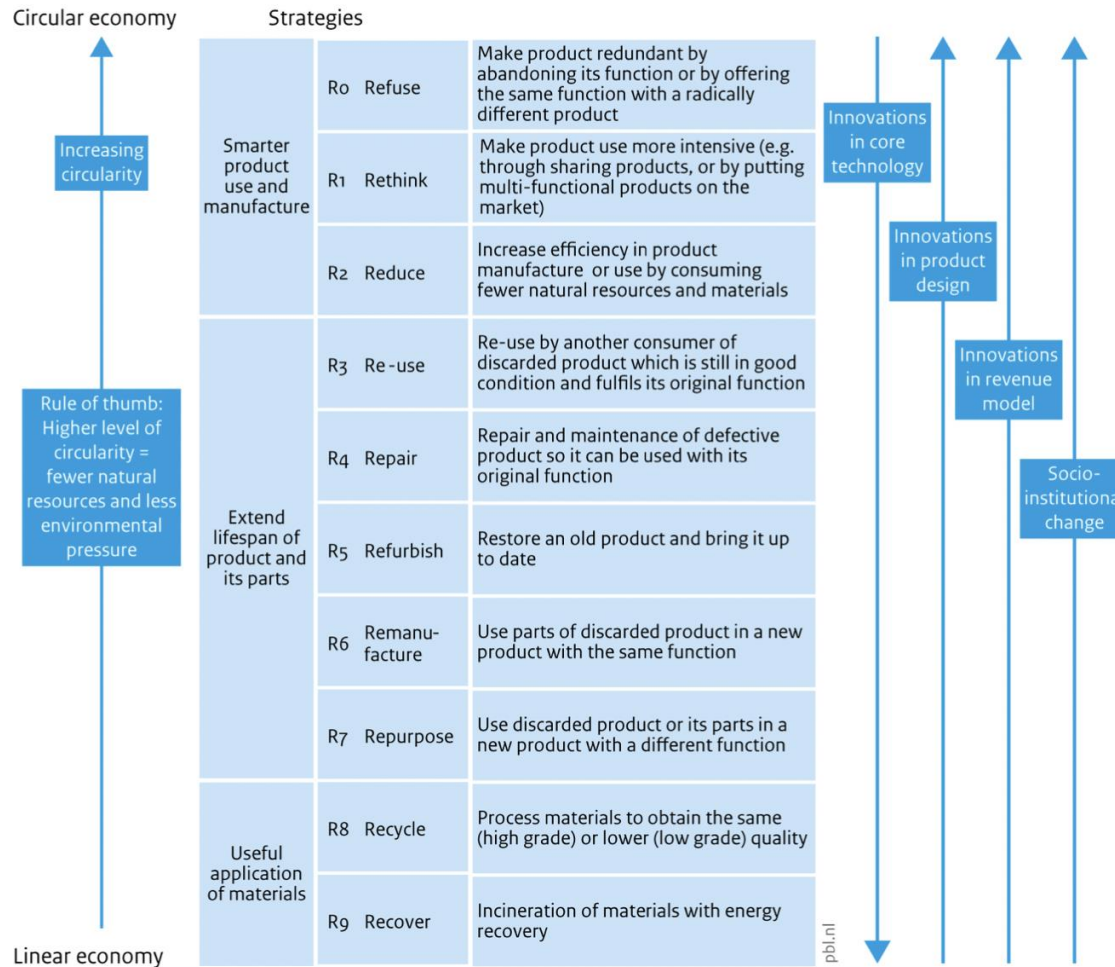 Circular economy
Strategies
Increasing
circularity
Rule of thumb:
Higher level of
circularity =
fewer natural
resources and less
environmental
pressure
Linear economy
Smarter
product
use and
manufacture
R0 Refuse
Make product redundant by
abandoning its function or by offering
the same function with a radically
different product
R1 Rethink
Make product use more intensive (e.g.
through sharing products, or by putting
multi-functional products on the
market)
R2 Reduce
Increase efficiency in product
manufacture or use by consuming
fewer natural resources and materials
Extend
lifespan of
product and
its parts
R3 Re-use
Re-use by another consumer of
discarded product which is still in good
condition and fulfils its original function
R4 Repair
Repair and maintenance of defective
product so it can be used with its
original function
R5 Refurbish
Restore an old product and bring it up
to date
R6 Remanu-
facture
Use parts of discarded product in a new
product with the same function
R7 Repurpose
Use discarded product or its parts in a
new product with a different function
Useful
application
of materials
R8 Recycle
Process materials to obtain the same
(high grade) or lower (low grade) quality
R9 Recover
Incineration of materials with energy
recovery
Innovations
in core
technology
Innovations
in product
design
Innovations
in revenue
model
Socio-
institutiona
change
pbl.nl